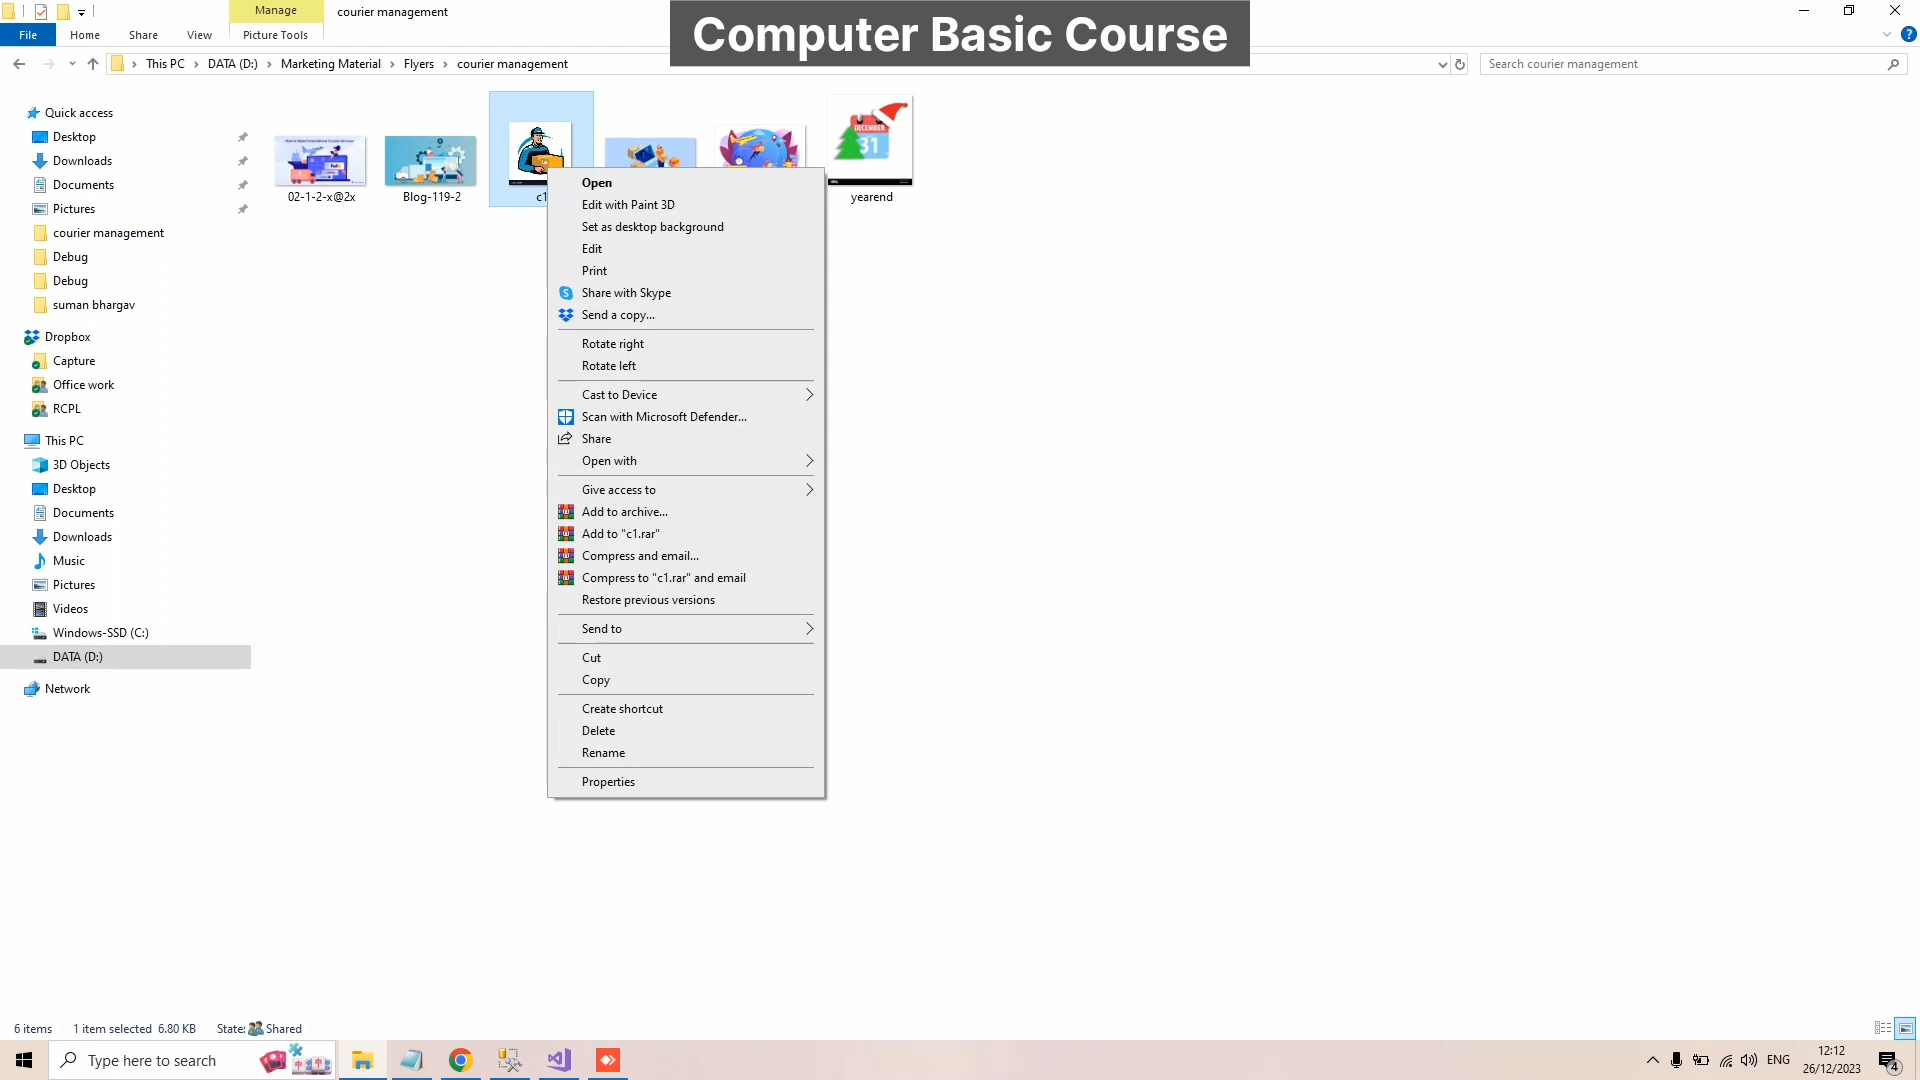 Manage
courier management
Computer Basic Course
File
Home
Share
View
Picture Tools
This PC
DATA (D:)
Marketing Material
Flyers
courier management
Search courier management
Quick access
Desktop
Downloads
Documents
Pictures
courier management
Debug
Debug
suman bhargav
Dropbox
Capture
Office work
RCPL
This PC
3D Objects
Desktop
Documents
Downloads
Music
Pictures
Videos
Windows-SSD (C:)
DATA (D:)
Network
02-1-2-x@2x
Blog-119-2
c1
DECEMBER
31
yearend
Open
Edit with Paint 3D
Set as desktop background
Edit
Print
Share with Skype
Send a copy...
Rotate right
Rotate left
Cast to Device
Scan with Microsoft Defender...
Share
Open with
Give access to
Add to archive...
Add to "c1.rar"
Compress and email...
Compress to "c1.rar" and email
Restore previous versions
Send to
Cut
Copy
Create shortcut
Delete
Rename
Properties
6 items
1 item selected 6.80 KB
State: Shared
Type here to search
ENG
12:12
26/12/2023
4